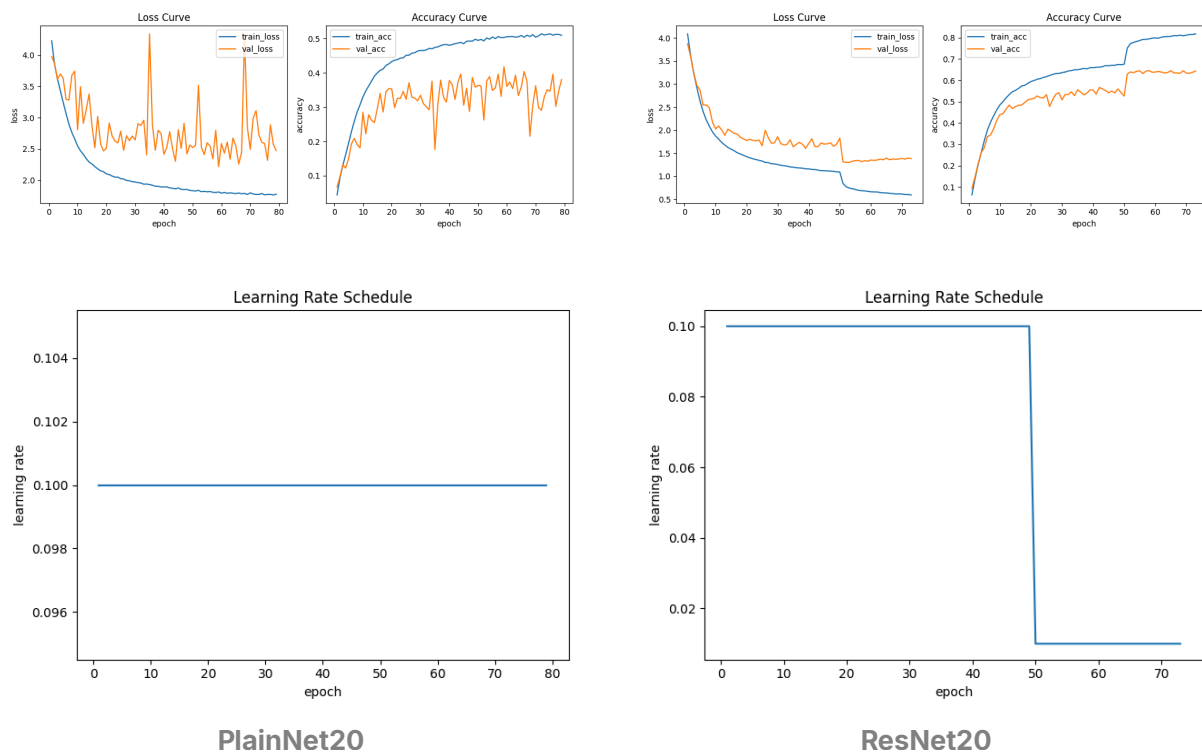 Loss Curve
train_loss
val_loss
4.0
3.5
3.0
2.5
2.0
loss
0 10 20 30 40 50 60 70 80
epoch
Accuracy Curve
train_acc
val_acc
0.5
0.4
0.3
0.2
0.1
accuracy
0 10 20 30 40 50 60 70 80
epoch
Loss Curve
train_loss
val_loss
4.0
3.5
3.0
2.5
2.0
1.5
1.0
0.5
loss
0 10 20 30 40 50 60 70
epoch
Accuracy Curve
train_acc
val_acc
0.8
0.7
0.6
0.5
0.4
0.3
0.2
0.1
accuracy
0 10 20 30 40 50 60 70
epoch
Learning Rate Schedule
0.104
0.102
0.100
0.098
0.096
learning rate
0 10 20 30 40 50 60 70 80
epoch
PlainNet20
Learning Rate Schedule
0.10
0.08
0.06
0.04
0.02
learning rate
0 10 20 30 40 50 60 70
epoch
ResNet20